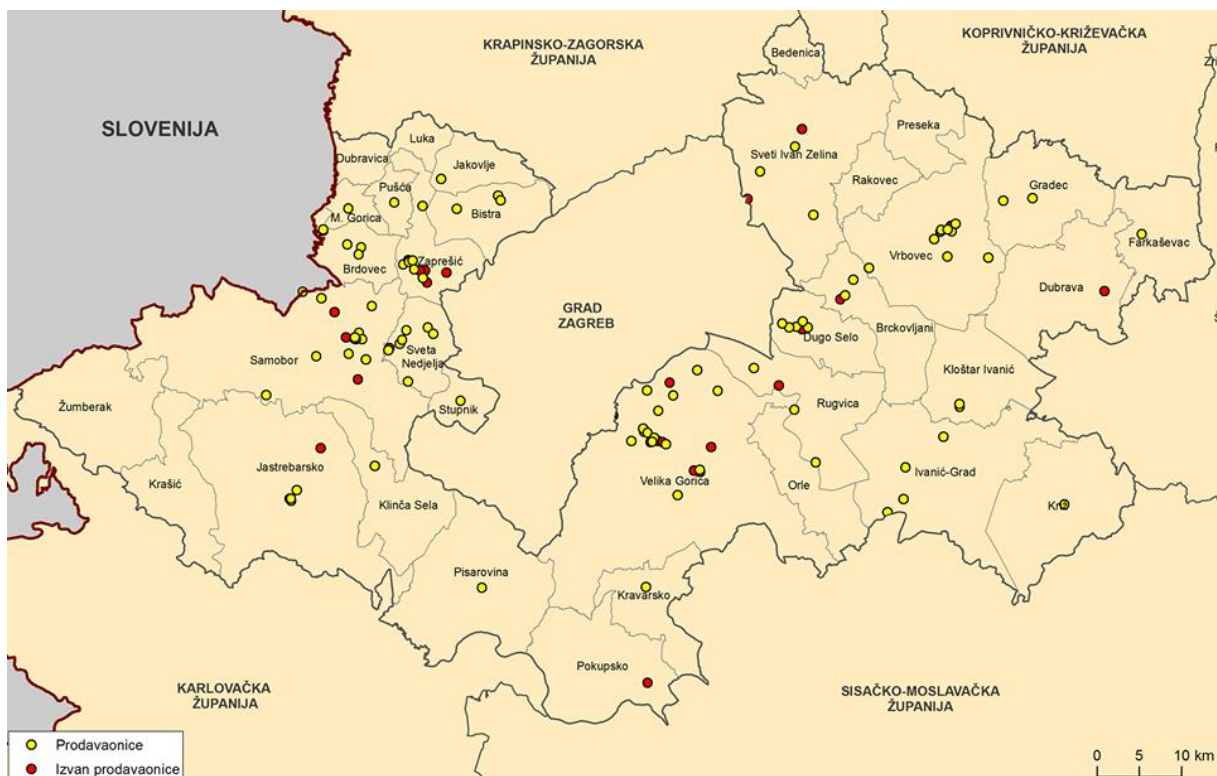 KRAPINSKO-ZAGORSKA
ŽUPANIJA
KOPRIVNIČKO-KRIŽEVAČKA
ŽUPANIJA
Bedenica
SLOVENIJA
Luka
Preseka
Dubravica
Jakovlje
Sveti Ivan Zelina
Rakovec
Gradec
Pušća
M. Gorica
Bistra
Farkaševac
Vrbovec
Zaprešić
Brdovec
Dubrava
GRAD
ZAGREB
Brckovljani
Dugo Selo
Samobor
Sveta
Nedjelja
Kloštar Ivanić
Žumberak
Stupnik
Rugvica
Jastrebarsko
Ivanić-Grad
Krašić
Velika Gorica
Orle
Klinča Sela
Križ
Pisarovina
Kravarsko
Pokupsko
KARLOVAČKA
ŽUPANIJA
SISAČKO-MOSLAVAČKA
ŽUPANIJA
Prodavaonice
Izvan prodavaonice
0 5 10 km